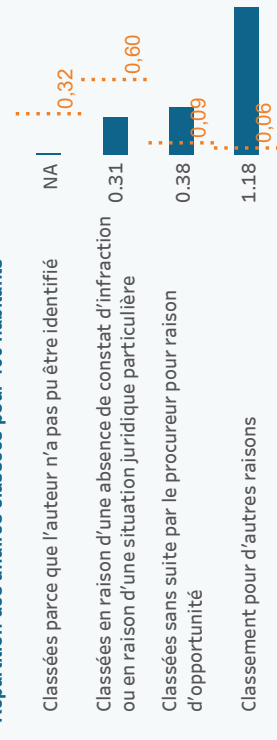 Répartition des affaires classées pour 100 habitants
Classées parce que l’auteur n’a pas pu être identifié
NA
0,32
Classées en raison d’une absence de constat d’infraction
ou en raison d’une situation juridique particulière
0.31
0,60
Classées sans suite par le procureur pour raison
d’opportunité
0.38
0,09
Classement pour d’autres raisons
1.18
0,06